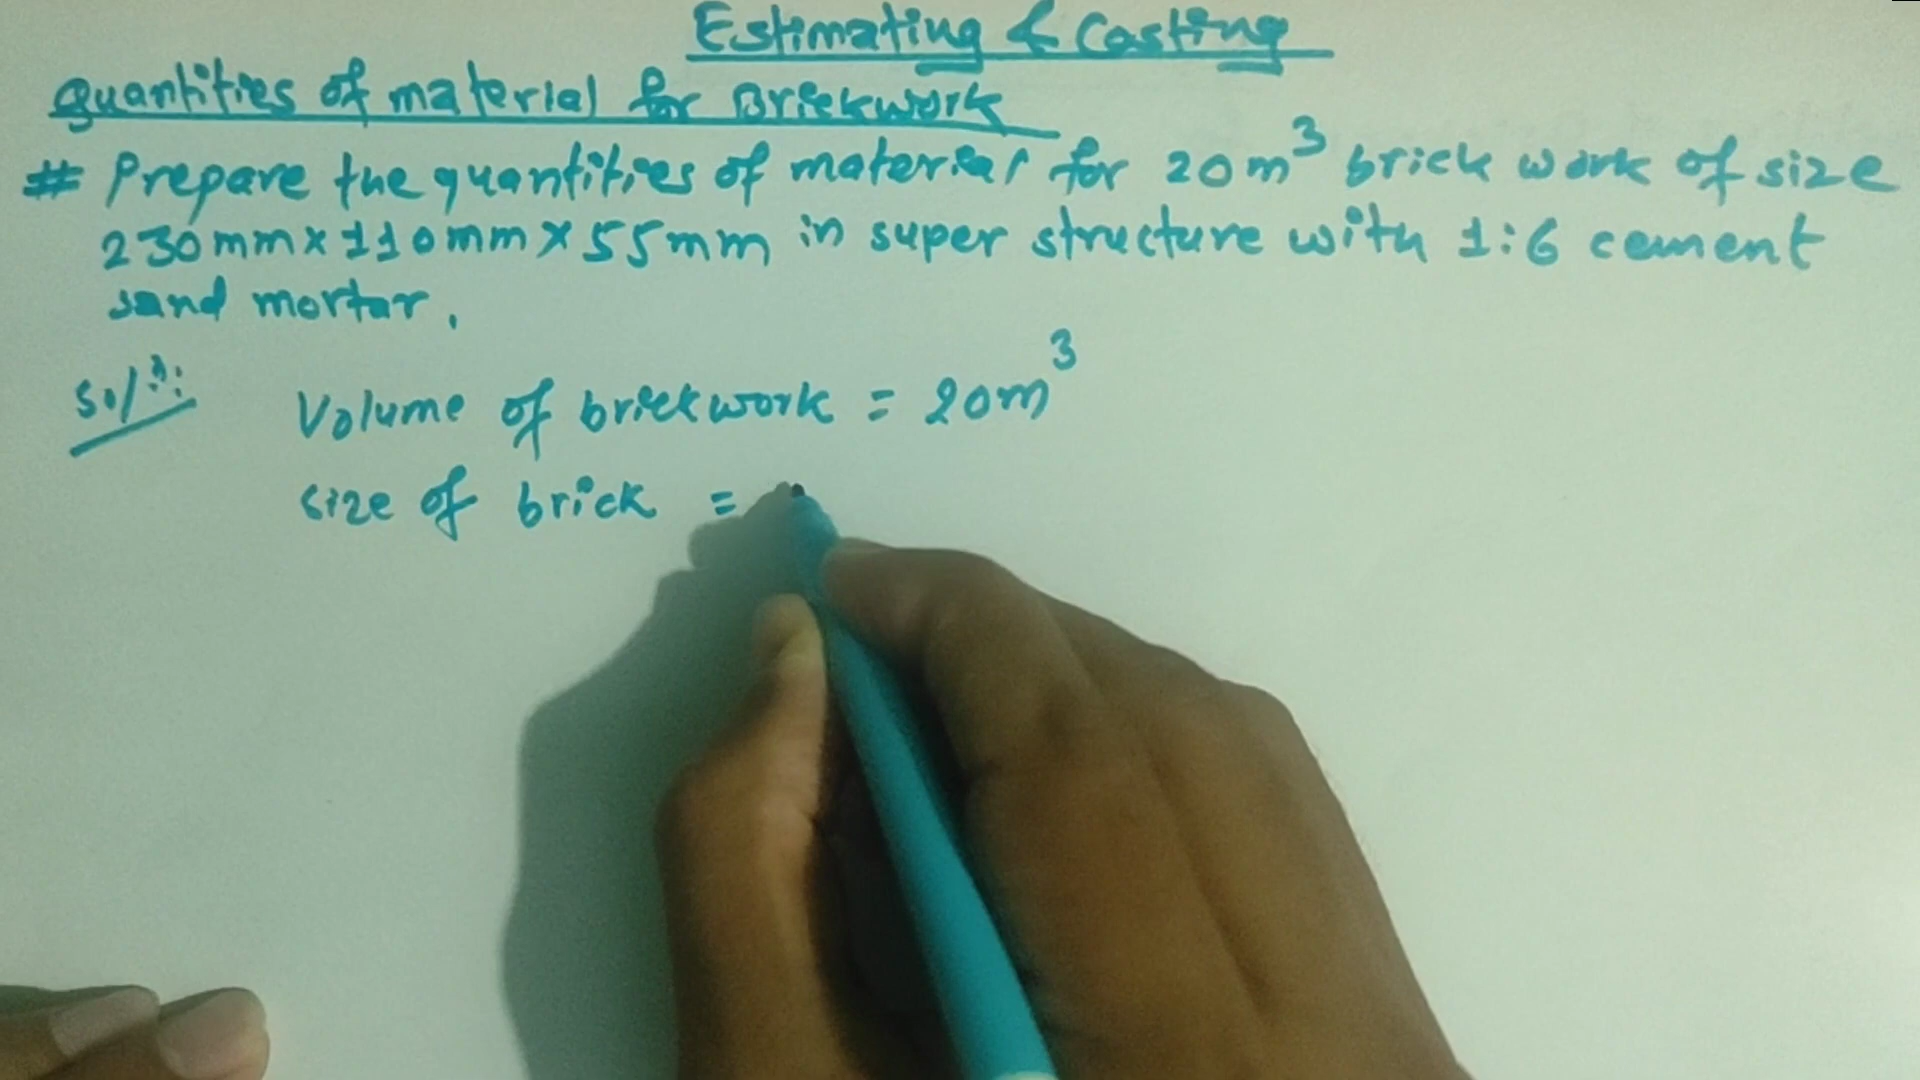 Estimating & Costing
Quantities of material for Brickwork
# Prepare the quantities of material for 20m³ brick work of size
230mm x 110mm x 55mm in super structure with 1:6 cement
sand mortar.
Solⁿ:
Volume of brickwork = 20m³
size of brick =